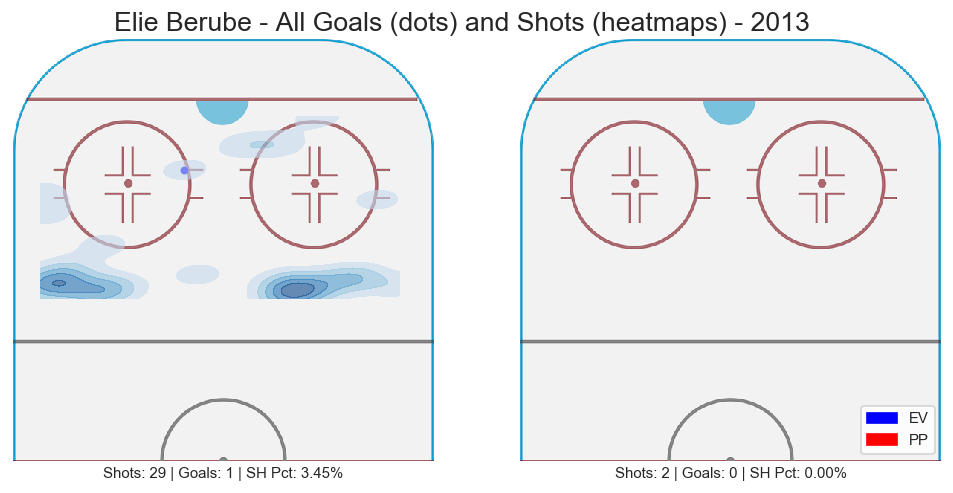 Elie Berube - All Goals (dots) and Shots (heatmaps) - 2013
EV
PP
Shots: 29 | Goals: 1 | SH Pct: 3.45%
Shots: 2 | Goals: 0 | SH Pct: 0.00%